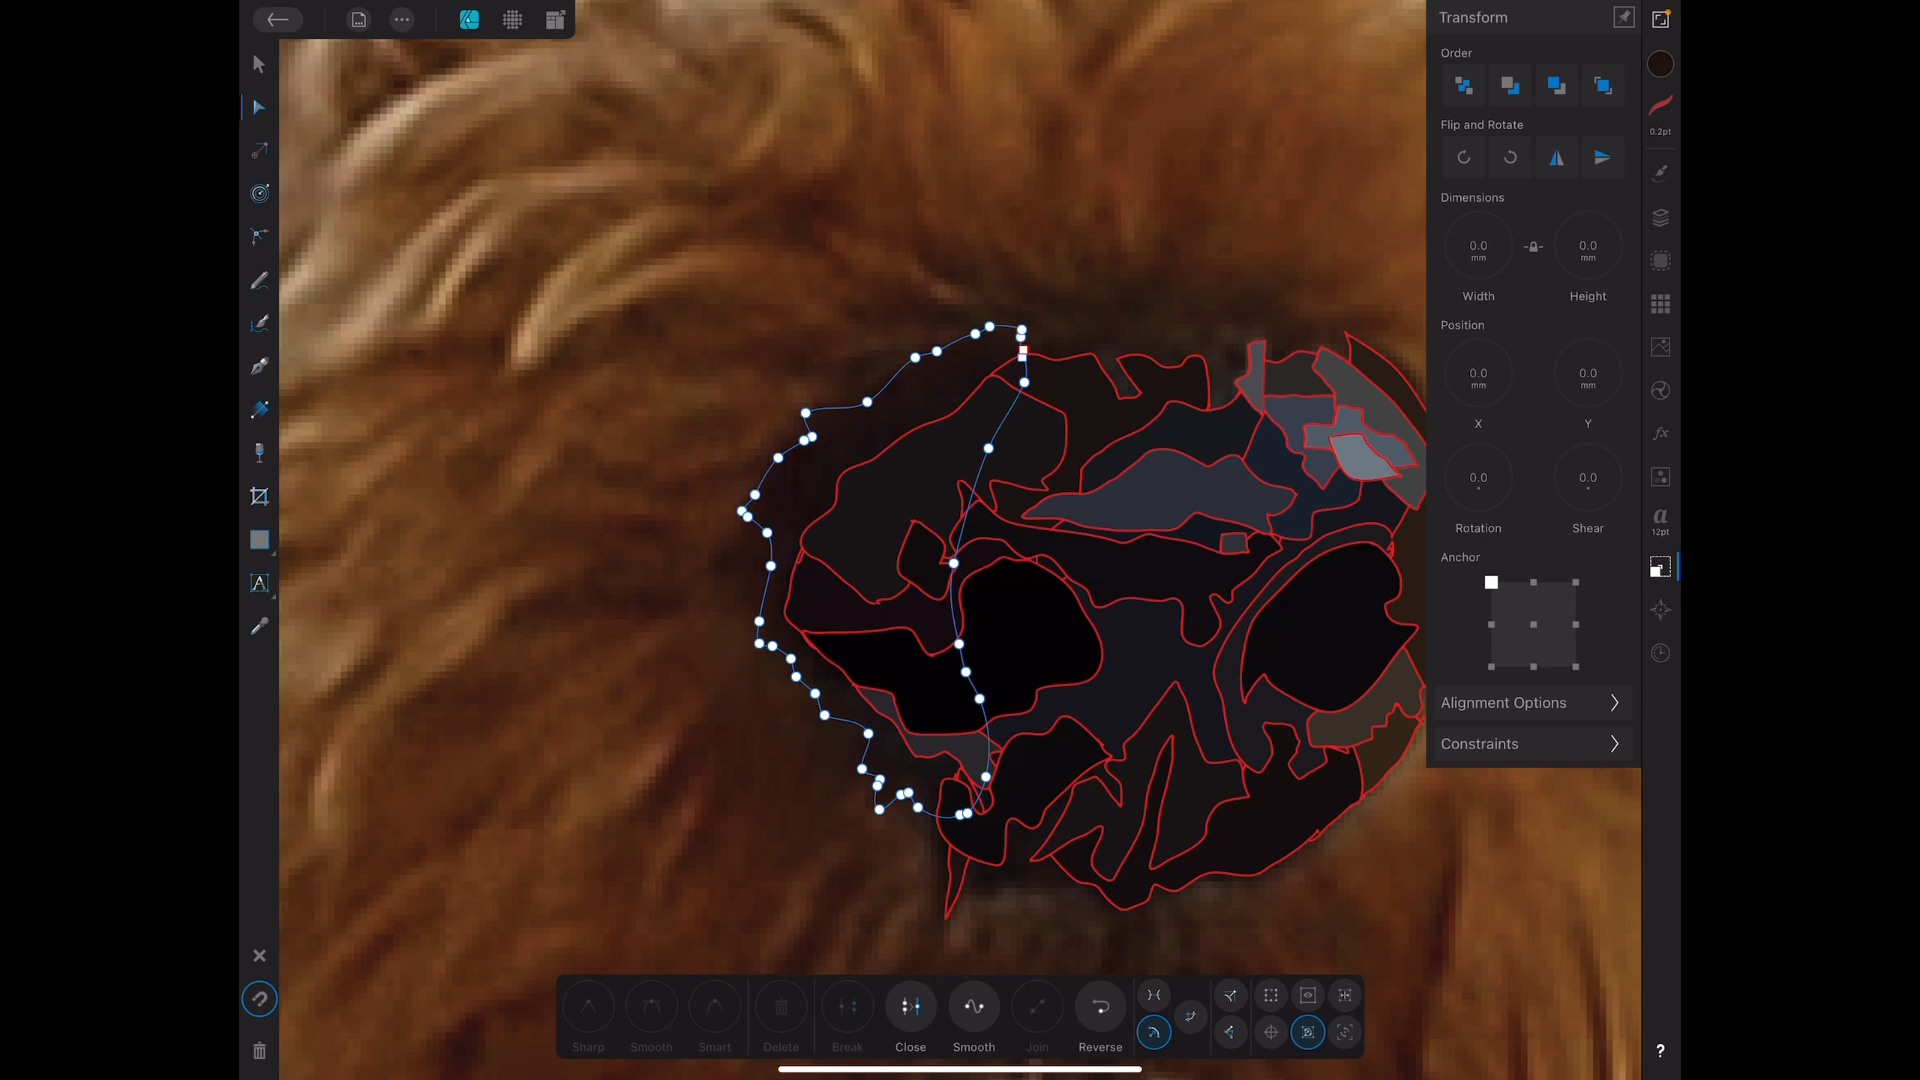 Transform
Order
Flip and Rotate
Dimensions
0.0
mm
0.0
mm
Width
Height
Position
0.0
mm
0.0
mm
X
Y
0.0
°
0.0
°
Rotation
Shear
Anchor
Alignment Options
Constraints
0.2pt
fx
a
12pt
A
Sharp
Smooth
Smart
Delete
Break
Close
Smooth
Join
Reverse
?